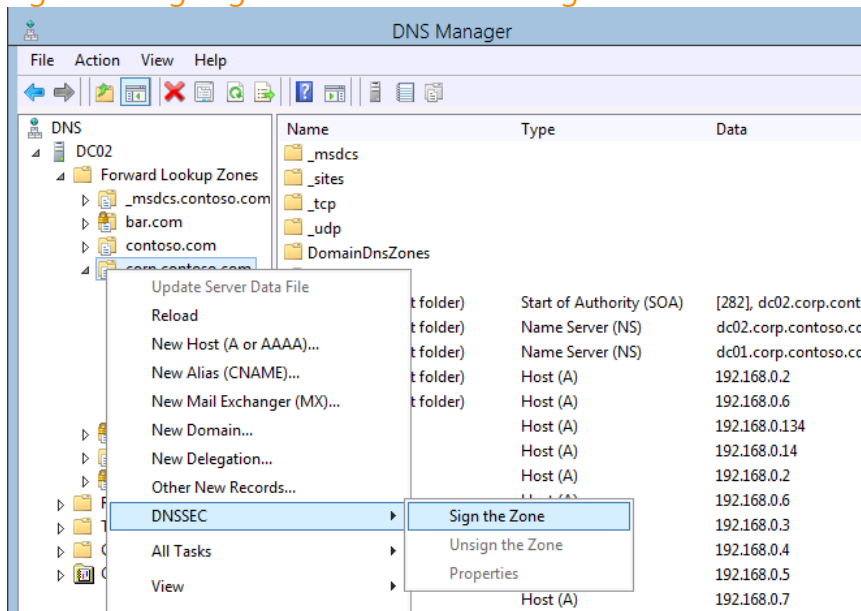 DNS Manager
File Action View Help
DNS
DC02
Forward Lookup Zones
_msdcs.contoso.com
bar.com
contoso.com
corp.contoso.com
Update Server Data File
Reload
New Host (A or AAAA)...
New Alias (CNAME)...
New Mail Exchanger (MX)...
New Domain...
New Delegation...
Other New Records...
DNSSEC
All Tasks
View
Sign the Zone
Unsign the Zone
Properties
Name Type Data
_msdcs
_sites
_tcp
_udp
DomainDnsZones
t folder) Start of Authority (SOA) [282], dc02.corp.cont
t folder) Name Server (NS) dc02.corp.contoso.co
t folder) Name Server (NS) dc01.corp.contoso.co
t folder) Host (A) 192.168.0.2
t folder) Host (A) 192.168.0.6
Host (A) 192.168.0.134
Host (A) 192.168.0.14
Host (A) 192.168.0.2
192.168.0.6
192.168.0.3
192.168.0.4
192.168.0.5
Host (A) 192.168.0.7